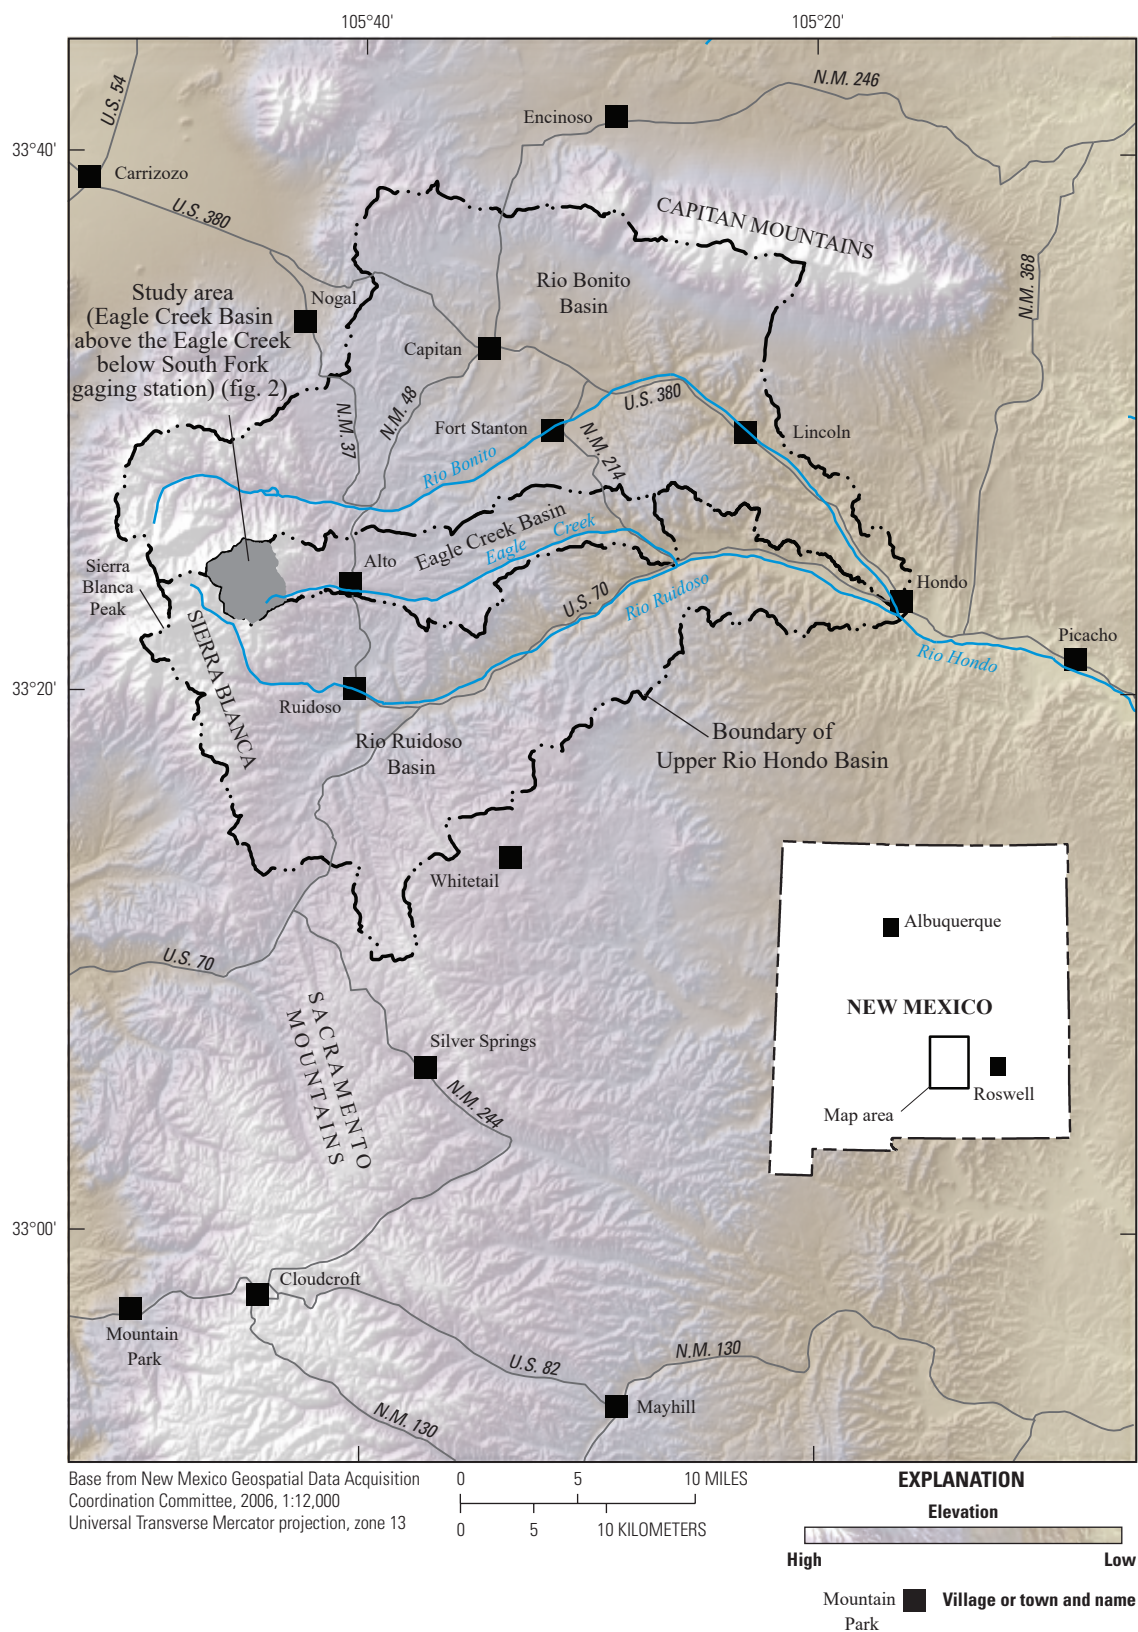 105°40'
105°20'
U.S. 54
N.M. 246
Encinoso
33°40'
Carrizozo
U.S. 380
CAPITAN MOUNTAINS
N.M. 368
Rio Bonito
Basin
Study area
(Eagle Creek Basin
above the Eagle Creek
below South Fork
gaging station) (fig. 2)
Nogal
Capitan
N.M. 37
N.M. 48
U.S. 380
Fort Stanton
N.M. 214
Lincoln
Rio Bonito
Eagle Creek Basin
Eagle Creek
Alto
Sierra
Blanca
Peak
Hondo
U.S. 70
Rio Ruidoso
Picacho
Rio Hondo
SIERRA BLANCA
33°20'
Ruidoso
Rio Ruidoso
Basin
Boundary of
Upper Rio Hondo Basin
Whitetail
Albuquerque
U.S. 70
NEW MEXICO
SACRAMENTO
MOUNTAINS
Silver Springs
Roswell
Map area
N.M. 244
33°00'
Cloudcroft
Mountain
Park
U.S. 82
N.M. 130
Mayhill
N.M. 130
Base from New Mexico Geospatial Data Acquisition
Coordination Committee, 2006, 1:12,000
Universal Transverse Mercator projection, zone 13
0 5 10 MILES
0 5 10 KILOMETERS
EXPLANATION
Elevation
High Low
Mountain
Park
Village or town and name